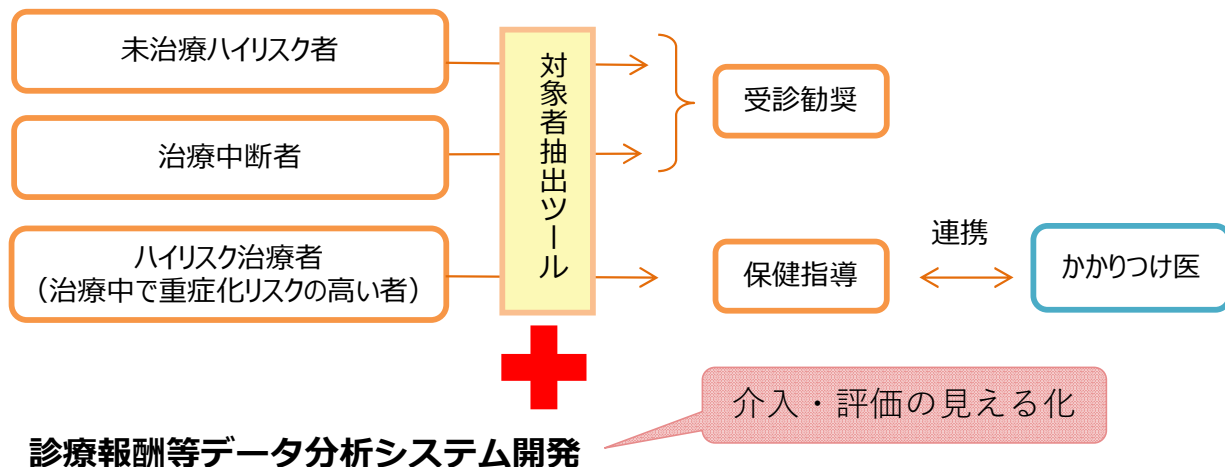 未治療ハイリスク者
治療中断者
ハイリスク治療者
（治療中で重症化リスクの高い者）
対象者抽出ツール
受診勧奨
保健指導
連携
かかりつけ医
介入・評価の見える化
診療報酬等データ分析システム開発